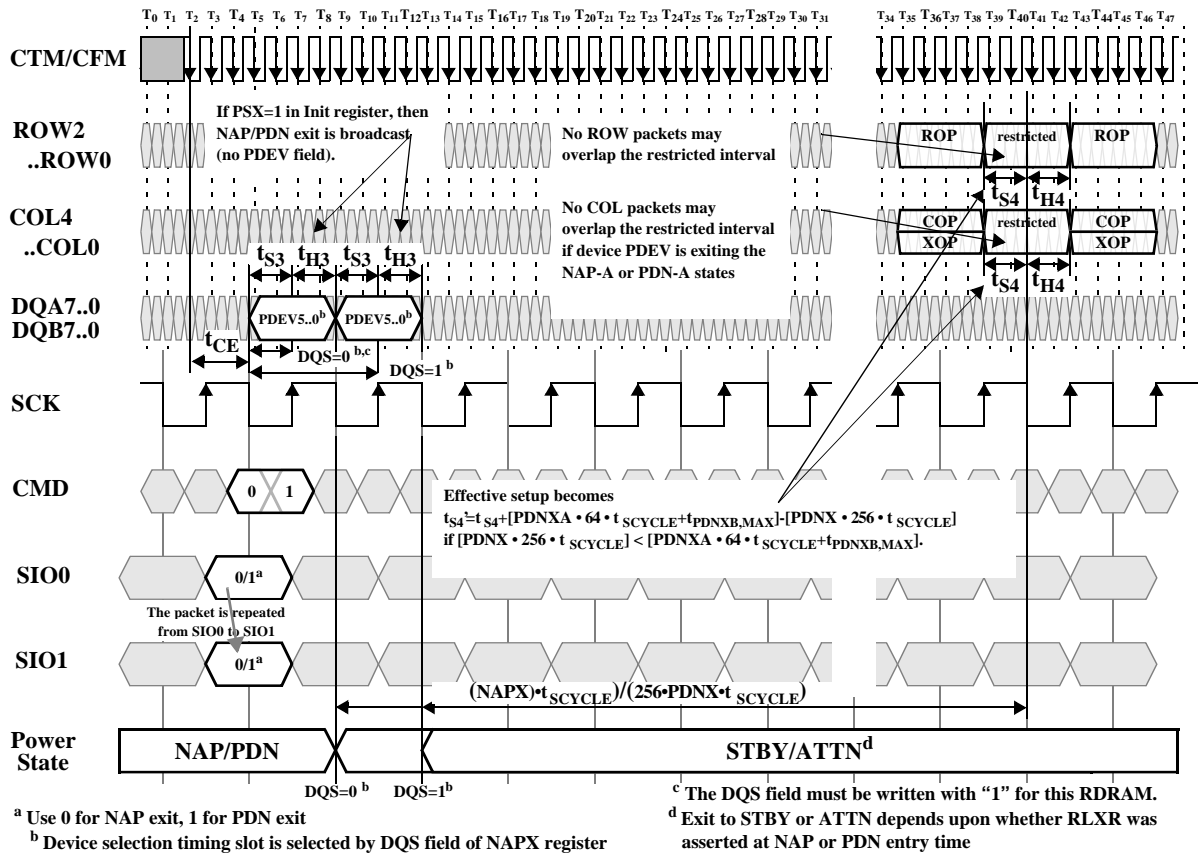 T0 T1 T2 T3 T4 T5 T6 T7 T8 T9 T10 T11 T12 T13 T14 T15 T16 T17 T18 T19 T20 T21 T22 T23 T24 T25 T26 T27 T28 T29 T30 T31 T34 T35 T36 T37 T38 T39 T40 T41 T42 T43 T44 T45 T46 T47
CTM/CFM
If PSX=1 in Init register, then
NAP/PDN exit is broadcast
(no PDEV field).
ROW2
..ROW0
No ROW packets may
overlap the restricted interval
ROP restricted ROP
tS4 tH4
COL4
..COL0
No COL packets may
overlap the restricted interval
if device PDEV is exiting the
NAP-A or PDN-A states
COP restricted COP
XOP XOP
tS3 tH3 tS3 tH3
tS4 tH4
DQA7..0
DQB7..0
PDEV5..0b PDEV5..0b
tCE
DQS=0 b,c
DQS=1 b
SCK
CMD
0 1
Effective setup becomes
tS4'=tS4+[PDNXA • 64 • tSCYCLE+tPDNXB,MAX]-[PDNX • 256 • tSCYCLE]
if [PDNX • 256 • tSCYCLE] < [PDNXA • 64 • tSCYCLE+tPDNXB,MAX].
SIO0
0/1a
The packet is repeated
from SIO0 to SIO1
SIO1
0/1a
(NAPX)•tSCYCLE)/(256•PDNX•tSCYCLE)
Power
State
NAP/PDN
STBY/ATTNd
DQS=0 b DQS=1b
a Use 0 for NAP exit, 1 for PDN exit
b Device selection timing slot is selected by DQS field of NAPX register
c The DQS field must be written with “1” for this RDRAM.
d Exit to STBY or ATTN depends upon whether RLXR was
asserted at NAP or PDN entry time